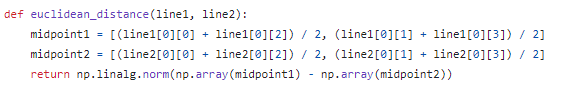 def euclidean_distance(line1, line2):
    midpoint1 = [(line1[0][0] + line1[0][2]) / 2, (line1[0][1] + line1[0][3]) / 2]
    midpoint2 = [(line2[0][0] + line2[0][2]) / 2, (line2[0][1] + line2[0][3]) / 2]
    return np.linalg.norm(np.array(midpoint1) - np.array(midpoint2))